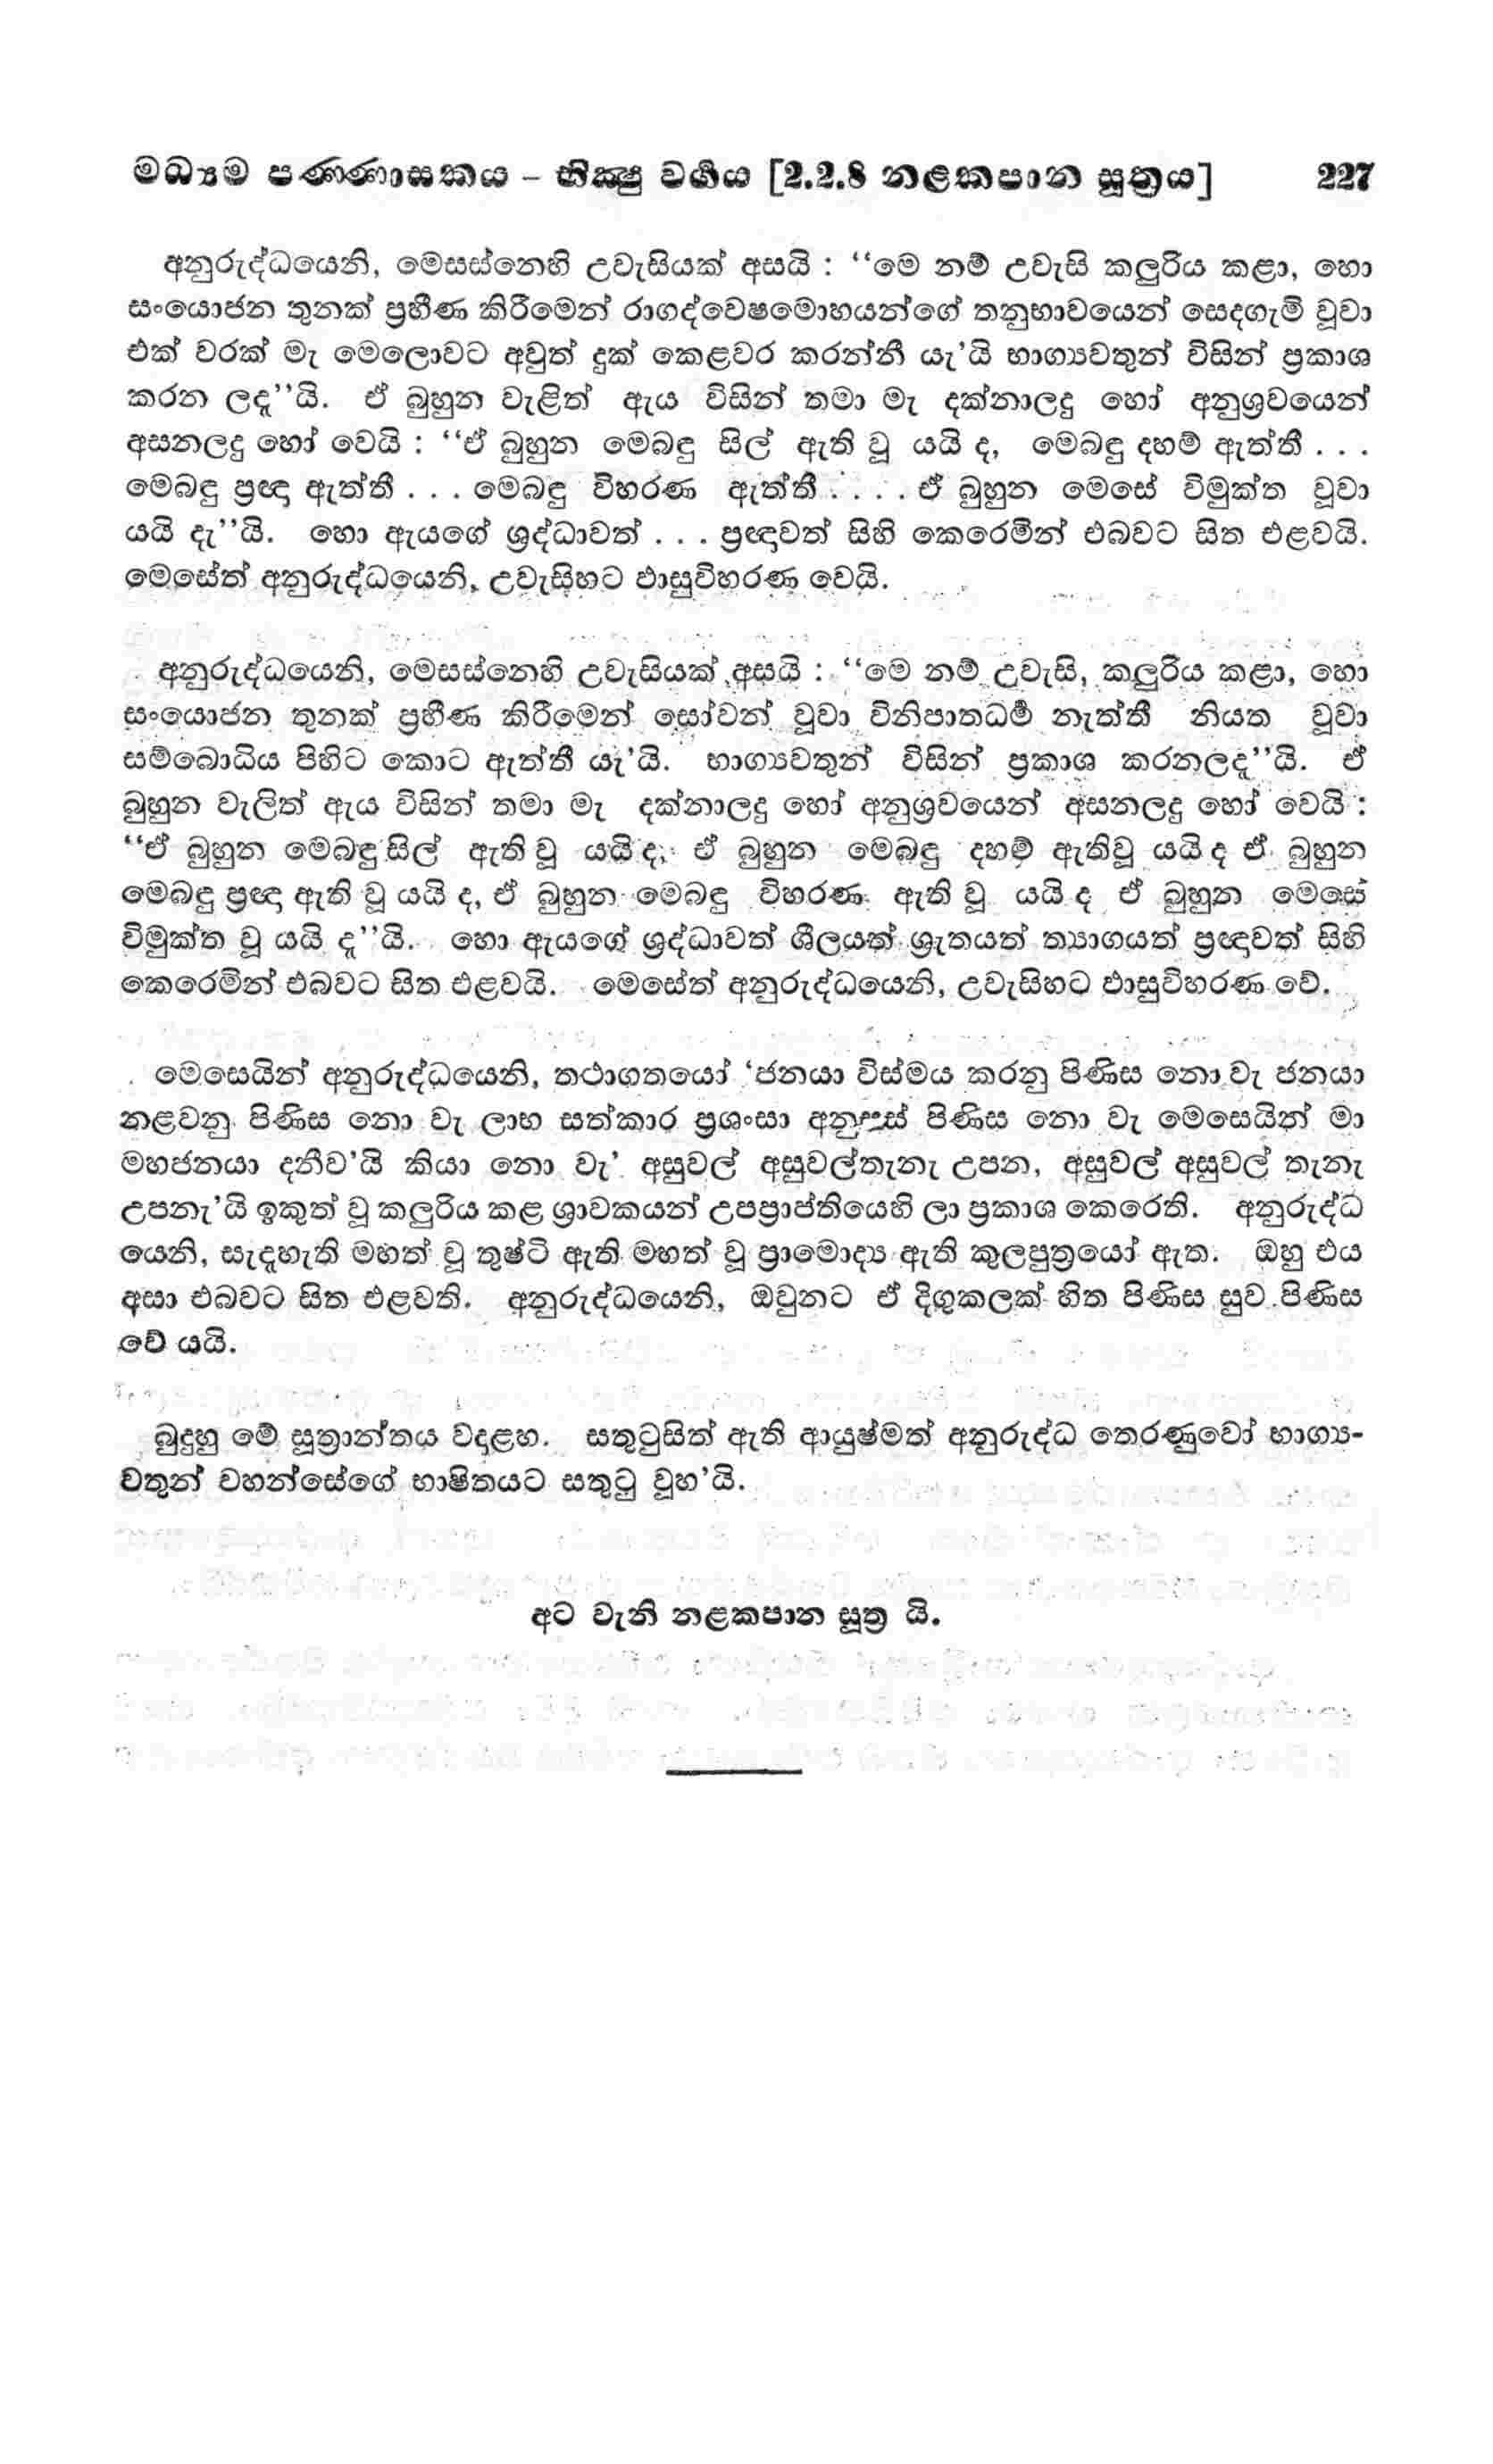 මධ්‍යම පණ්ණාසකය – භික්ෂු වර්‍ගය [2.2.8 නළකපාන සූත්‍රය] 227
අනුරුද්ධයෙනි, මෙසස්නෙහි උවැසියක් අසයි : “මෙ නම් උවැසි කලුරිය කළා, හො
සංයොජන තුනක් ප්‍රහීණ කිරීමෙන් රාගද්වෙෂමොහයන්ගේ තනුභාවයෙන් සෙදගැමි වූවා
එක් වරක් මැ මෙලොවට අවුත් දුක් කෙළවර කරන්නී යැ’යි භාග්‍යවතුන් විසින් ප්‍රකාශ
කරන ලදැ”යි. ඒ බුහුන වැළිත් ඇය විසින් තමා මැ දක්නාලදු හෝ අනුශ්‍රවයෙන්
අසනලදු හෝ වෙයි : “ඒ බුහුන මෙබඳු සිල් ඇති වූ යයි ද, මෙබඳු දහම් ඇත්තී . . .
මෙබඳු ප්‍රඥා ඇත්තී . . . මෙබඳු විහරණ ඇත්තී . . . . ඒ බුහුන මෙසේ විමුක්ත වූවා
යයි දැ”යි. හො ඇයගේ ශ්‍රද්ධාවත් . . . ප්‍රඥාවත් සිහි කෙරෙමින් එබවට සිත එළවයි.
මෙසේත් අනුරුද්ධයෙනි, උවැසිහට ඵාසුවිහරණ වෙයි.
අනුරුද්ධයෙනි, මෙසස්නෙහි උවැසියක් අසයි : “මෙ නම් උවැසි, කලුරිය කළා, හො
සංයොජන තුනක් ප්‍රහීණ කිරීමෙන් සෝවන් වූවා විනිපාතධර්‍ම නැත්තී නියත වූවා
සම්බොධිය පිහිට කොට ඇත්තී යැ’යි. භාග්‍යවතුන් විසින් ප්‍රකාශ කරනලදැ”යි. ඒ
බුහුන වැලිත් ඇය විසින් තමා මැ දක්නාලදු හෝ අනුශ්‍රවයෙන් අසනලදු හෝ වෙයි :
“ඒ බුහුන මෙබඳු සිල් ඇති වූ යයි ද, ඒ බුහුන මෙබඳු දහම් ඇතිවූ යයි ද ඒ බුහුන
මෙබඳු ප්‍රඥා ඇති වූ යයි ද, ඒ බුහුන මෙබඳු විහරණ ඇති වූ යයි ද ඒ බුහුන මෙසේ
විමුක්ත වූ යයි දැ”යි. හො ඇයගේ ශ්‍රද්ධාවත් ශීලයත් ශ්‍රැතයත් ත්‍යාගයත් ප්‍රඥාවත් සිහි
කෙරෙමින් එබවට සිත එළවයි. මෙසේත් අනුරුද්ධයෙනි, උවැසිහට ඵාසුවිහරණ වේ.
මෙසෙයින් අනුරුද්ධයෙනි, තථාගතයෝ ‘ජනයා විස්මය කරනු පිණිස නො වැ ජනයා
නළවනු පිණිස නො වැ ලාභ සත්කාර ප්‍රශංසා අනුසස් පිණිස නො වැ මෙසෙයින් මා
මහජනයා දනිව’යි කියා නො වැ’ අසුවල් අසුවල්තැනැ උපන, අසුවල් අසුවල් තැනැ
උපනැ’යි ඉකුත් වූ කලුරිය කළ ශ්‍රාවකයන් උපප්‍රාප්තියෙහි ලා ප්‍රකාශ කෙරෙති. අනුරුද්ධ
යෙනි, සැදැහැති මහත් වූ තුෂ්ටි ඇති මහත් වූ ප්‍රාමොද්‍ය ඇති කුලපුත්‍රයෝ ඇත. ඔහු එය
අසා එබවට සිත එළවති. අනුරුද්ධයෙනි, ඔවුනට ඒ දිගුකලක් හිත පිණිස සුව පිණිස
වේ යයි.
බුදුහු මේ සූත්‍රාන්තය වදාළහ. සතුටුසිත් ඇති ආයුෂ්මත් අනුරුද්ධ තෙරණුවෝ භාග්‍ය-
වතුන් වහන්සේගේ භාෂිතයට සතුටු වූහ’යි.
අට වැනි නළකපාන සූත්‍ර යි.